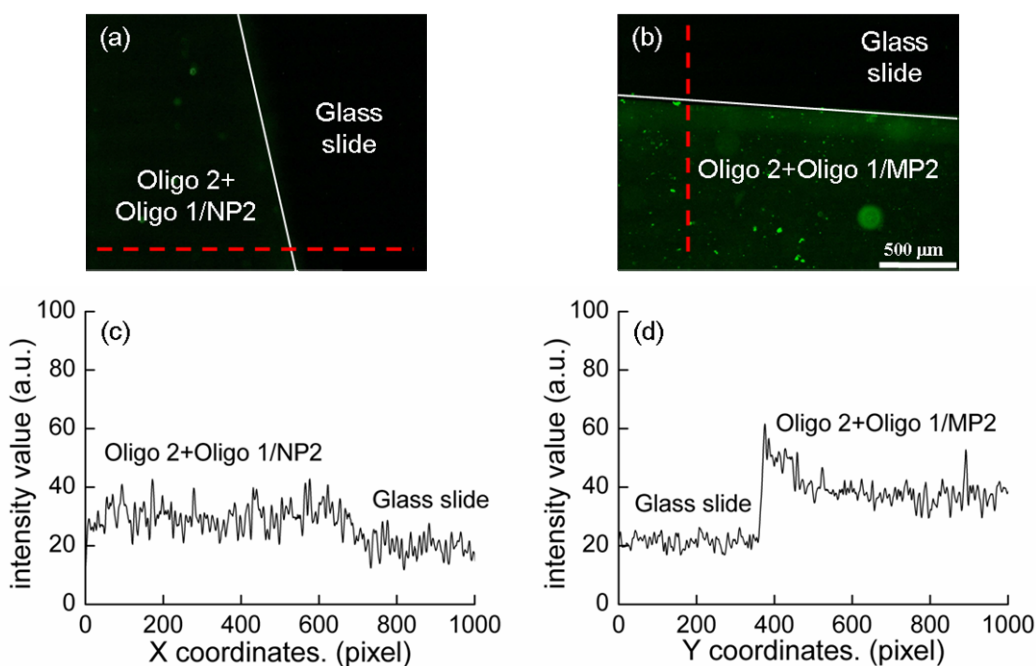 (a)
Glass
slide
Oligo 2+
Oligo 1/NP2
(b)
Glass
slide
Oligo 2+Oligo 1/MP2
500 µm
(c)
100
80
60
40
20
0
intensity value (a.u.)
Oligo 2+Oligo 1/NP2
Glass slide
0 200 400 600 800 1000
X coordinates. (pixel)
(d)
100
80
60
40
20
0
intensity value (a.u.)
Oligo 2+Oligo 1/MP2
Glass slide
0 200 400 600 800 1000
Y coordinates. (pixel)